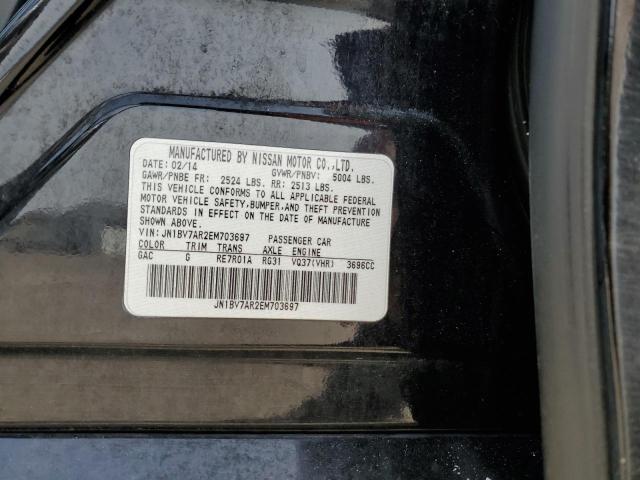 MANUFACTURED BY NISSAN MOTOR CO.,LTD.
DATE: 02/14 GVWR/PNBV: 5004 LBS.
GAWR/PNBE FR: 2524 LBS. RR: 2513 LBS.
THIS VEHICLE CONFORMS TO ALL APPLICABLE FEDERAL
MOTOR VEHICLE SAFETY,BUMPER,AND THEFT PREVENTION
STANDARDS IN EFFECT ON THE DATE OF MANUFACTURE
SHOWN ABOVE.
VIN: JN1BV7AR2EM703697 PASSENGER CAR
COLOR TRIM TRANS AXLE ENGINE
GAC G RE7R01A RG31 VQ37(VHR) 3696CC
JN1BV7AR2EM703697